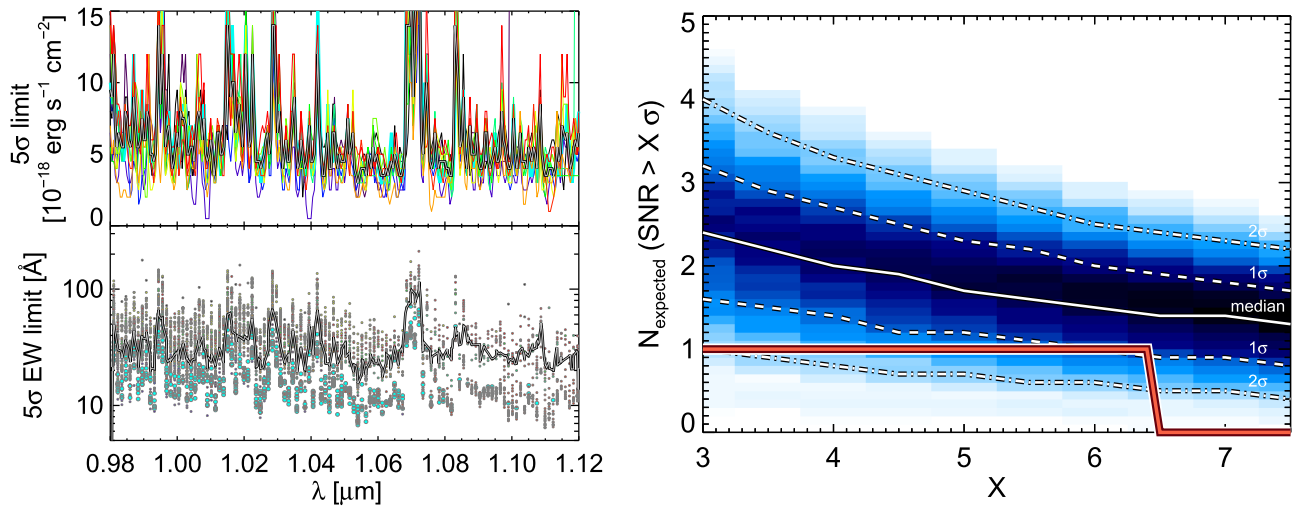 15
10
5
0
5σ limit
[10⁻¹⁸ erg s⁻¹ cm⁻²]
100
10
5σ EW limit [Å]
0.98 1.00 1.02 1.04 1.06 1.08 1.10 1.12
λ [μm]
5
4
3
2
1
0
N_expected (SNR > X σ)
2σ
1σ
median
1σ
2σ
3 4 5 6 7
X